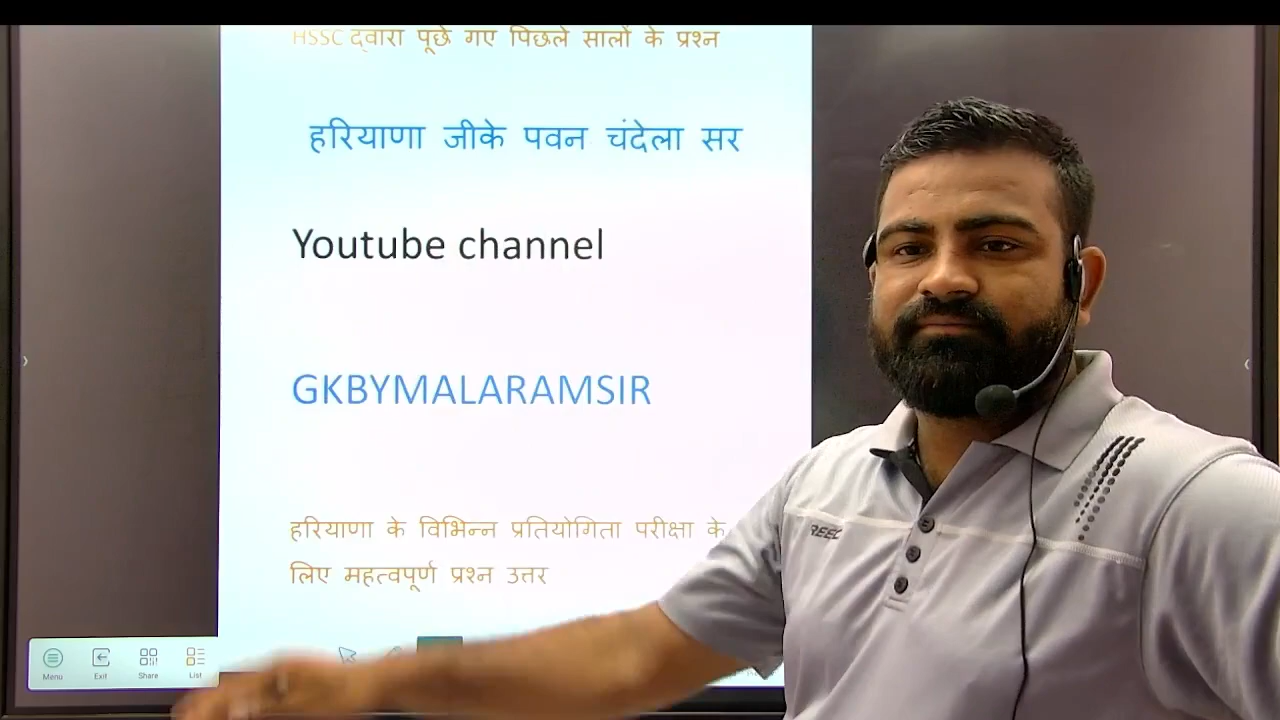 HSSC द्वारा पूछे गए पिछले सालों के प्रश्न
हरियाणा जीके पवन चंदेला सर
Youtube channel
GKBYMALARAMSIR
हरियाणा के विभिन्न प्रतियोगिता परीक्षा के
लिए महत्वपूर्ण प्रश्न उत्तर
REEC
Menu Exit Share List